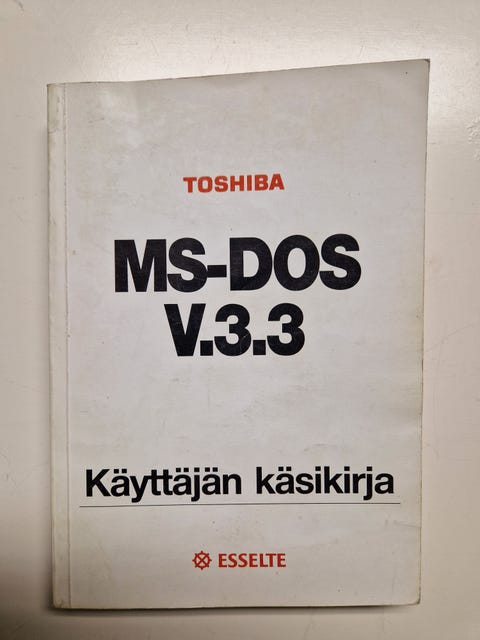 TOSHIBA
MS-DOS
V.3.3
Käyttäjän käsikirja
ESSELTE